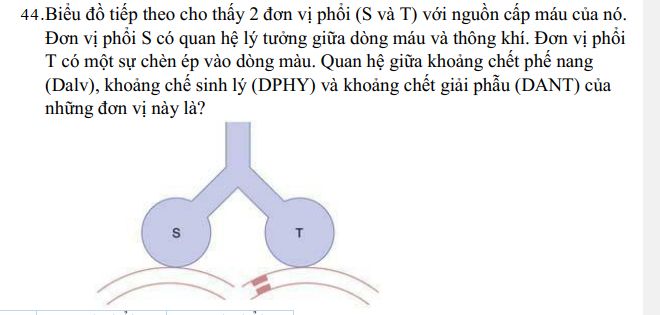 44.Biểu đồ tiếp theo cho thấy 2 đơn vị phổi (S và T) với nguồn cấp máu của nó.
Đơn vị phổi S có quan hệ lý tưởng giữa dòng máu và thông khí. Đơn vị phổi
T có một sự chèn ép vào dòng màu. Quan hệ giữa khoảng chết phế nang
(Dalv), khoảng chế sinh lý (DPHY) và khoảng chết giải phẫu (DANT) của
những đơn vị này là?
S
T